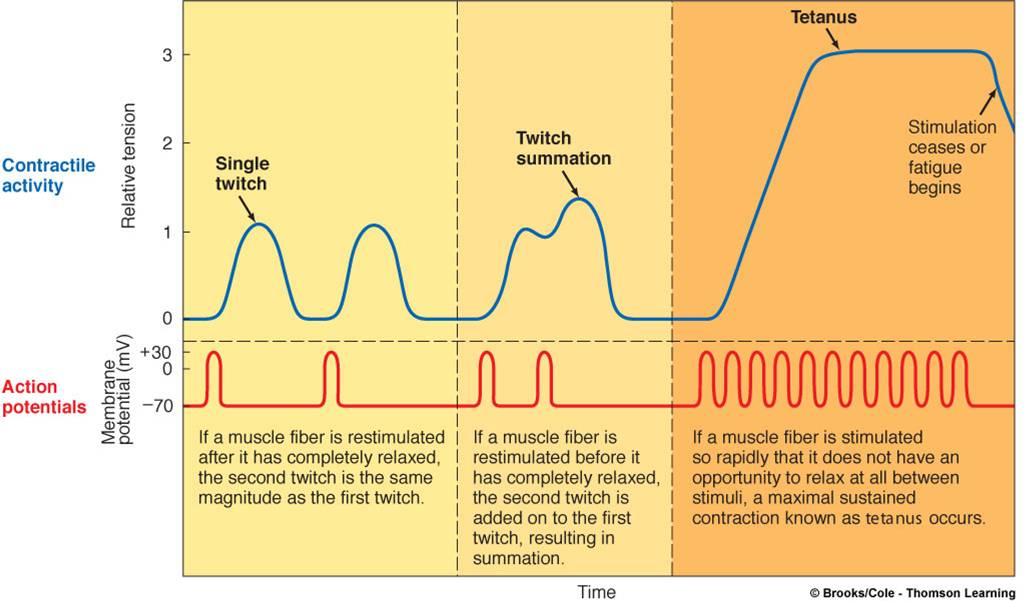 Tetanus
3
Stimulation
ceases or
fatigue
begins
Twitch
summation
2
Single
twitch
Contractile
activity
Relative tension
1
0
Membrane
potential (mV)
+30
0
−70
Action
potentials
If a muscle fiber is restimulated
after it has completely relaxed,
the second twitch is the same
magnitude as the first twitch.
If a muscle fiber is
restimulated before it
has completely relaxed,
the second twitch is
added on to the first
twitch, resulting in
summation.
If a muscle fiber is stimulated
so rapidly that it does not have an
opportunity to relax at all between
stimuli, a maximal sustained
contraction known as tetanus occurs.
Time
© Brooks/Cole - Thomson Learning